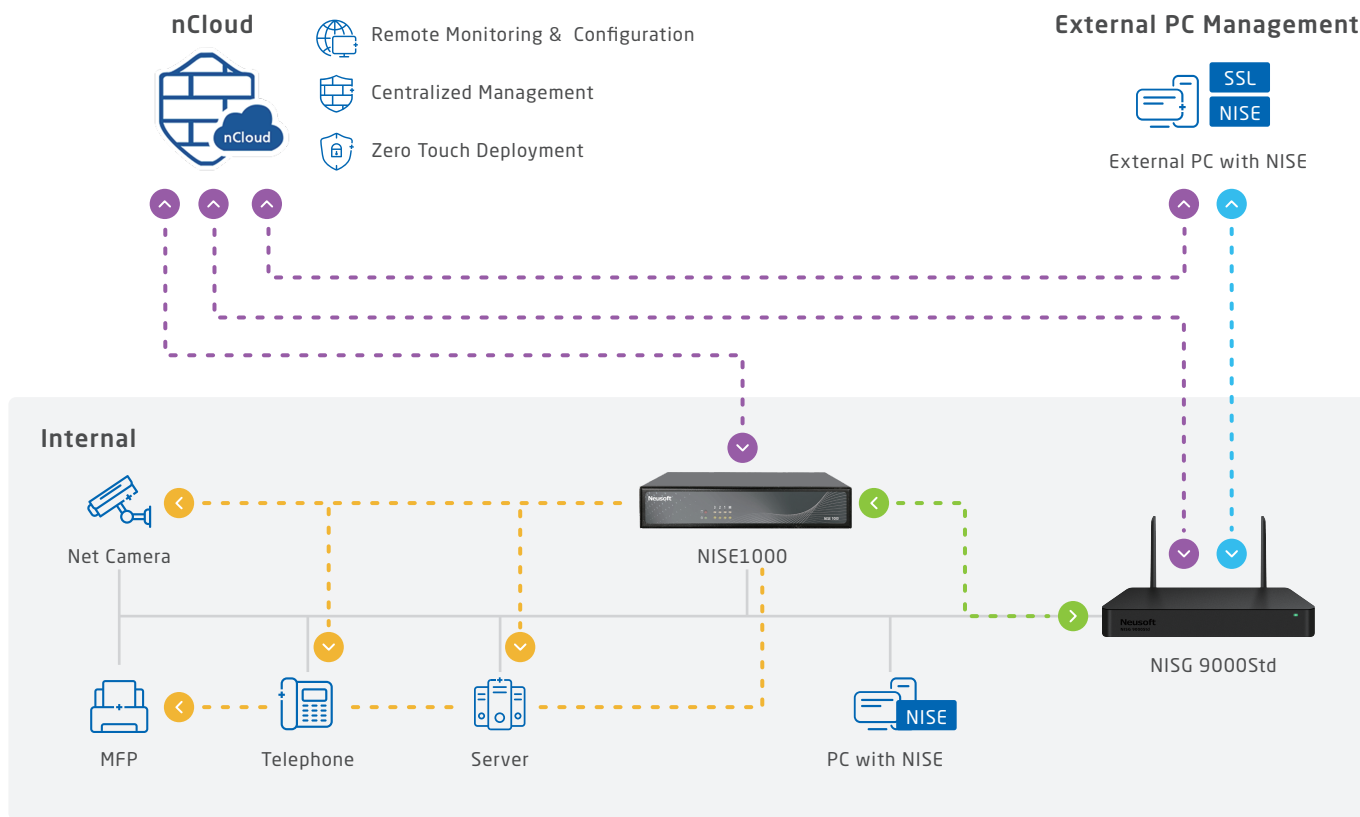 nCloud
nCloud
Remote Monitoring & Configuration
Centralized Management
Zero Touch Deployment
External PC Management
SSL
NISE
External PC with NISE
Internal
Net Camera
Neusoft
NISE1000
Neusoft
NISG 9000Std
MFP
Telephone
Server
NISE
PC with NISE